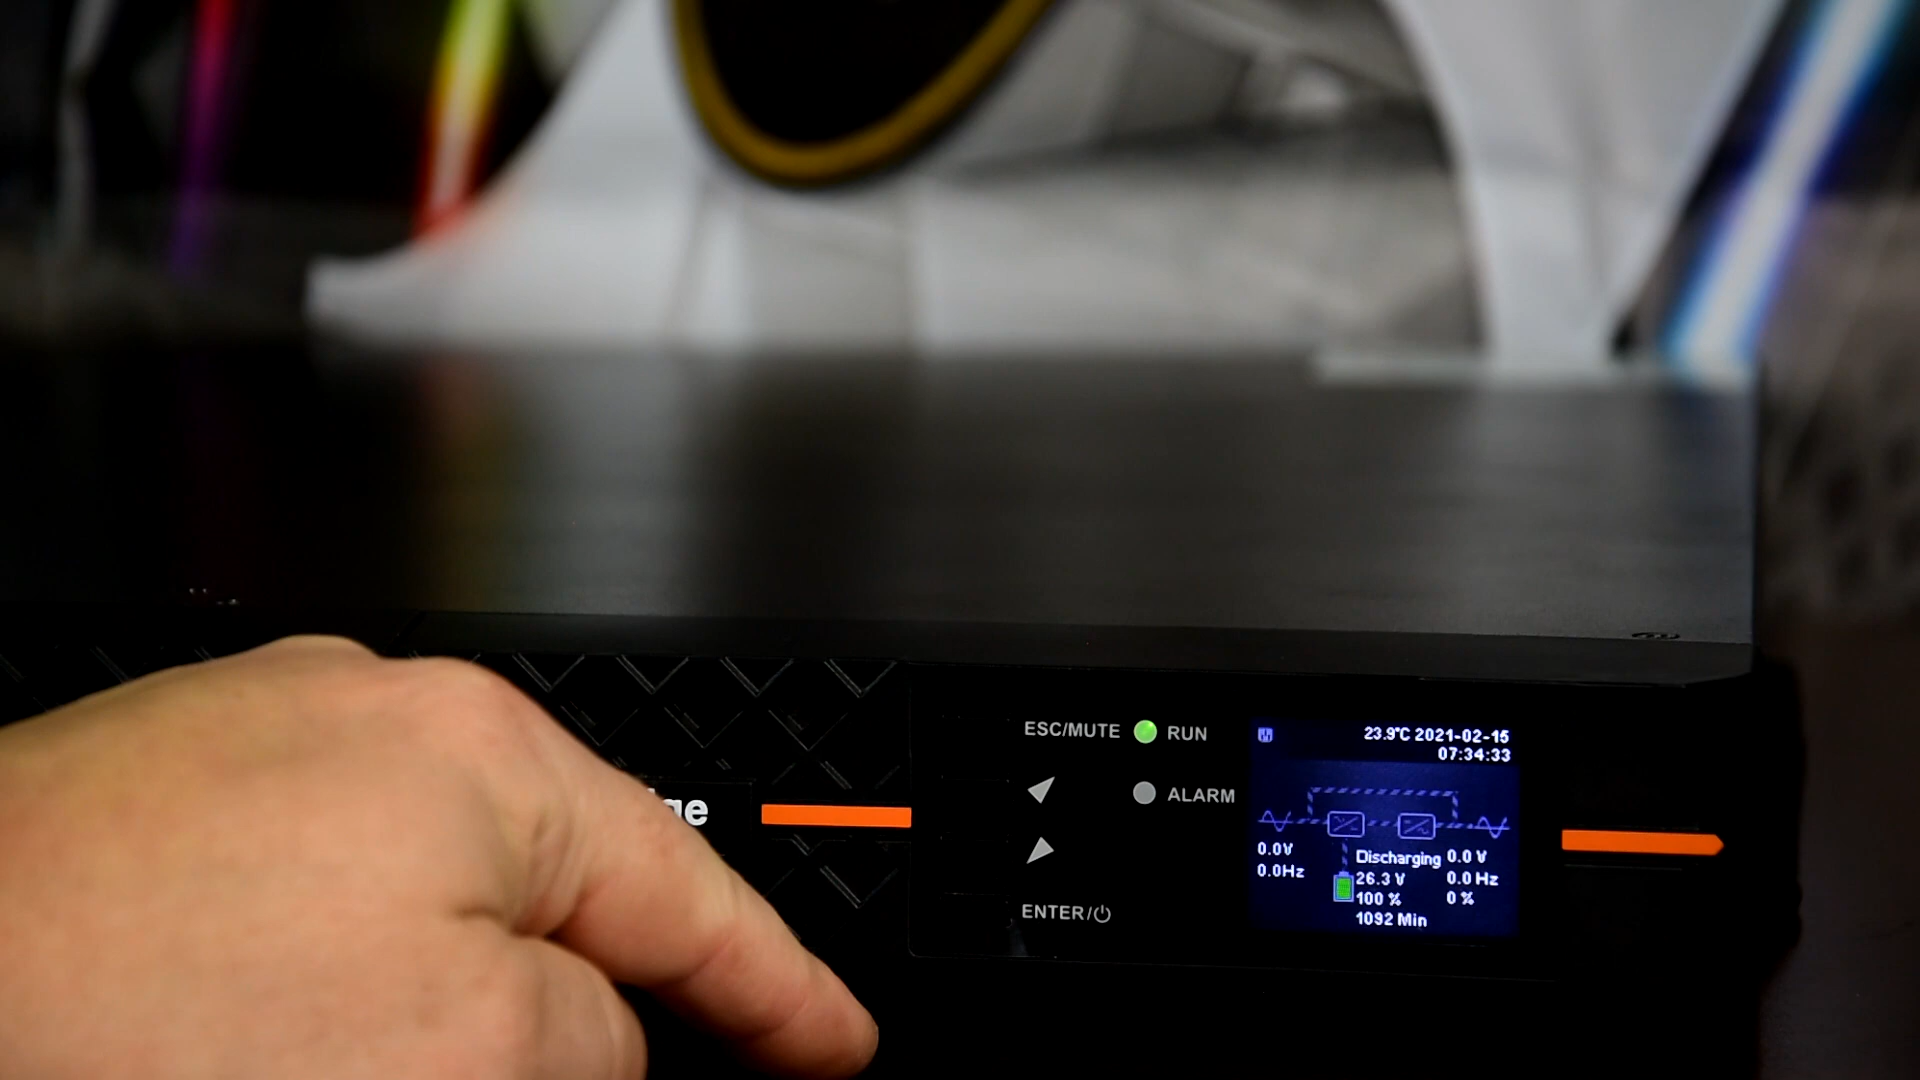 ESC/MUTE RUN
ALARM
ENTER/
23.9℃ 2021-02-15
07:34:33
0.0V
0.0Hz
Discharging
26.3 V
100 %
1092 Min
0.0 V
0.0 Hz
0 %